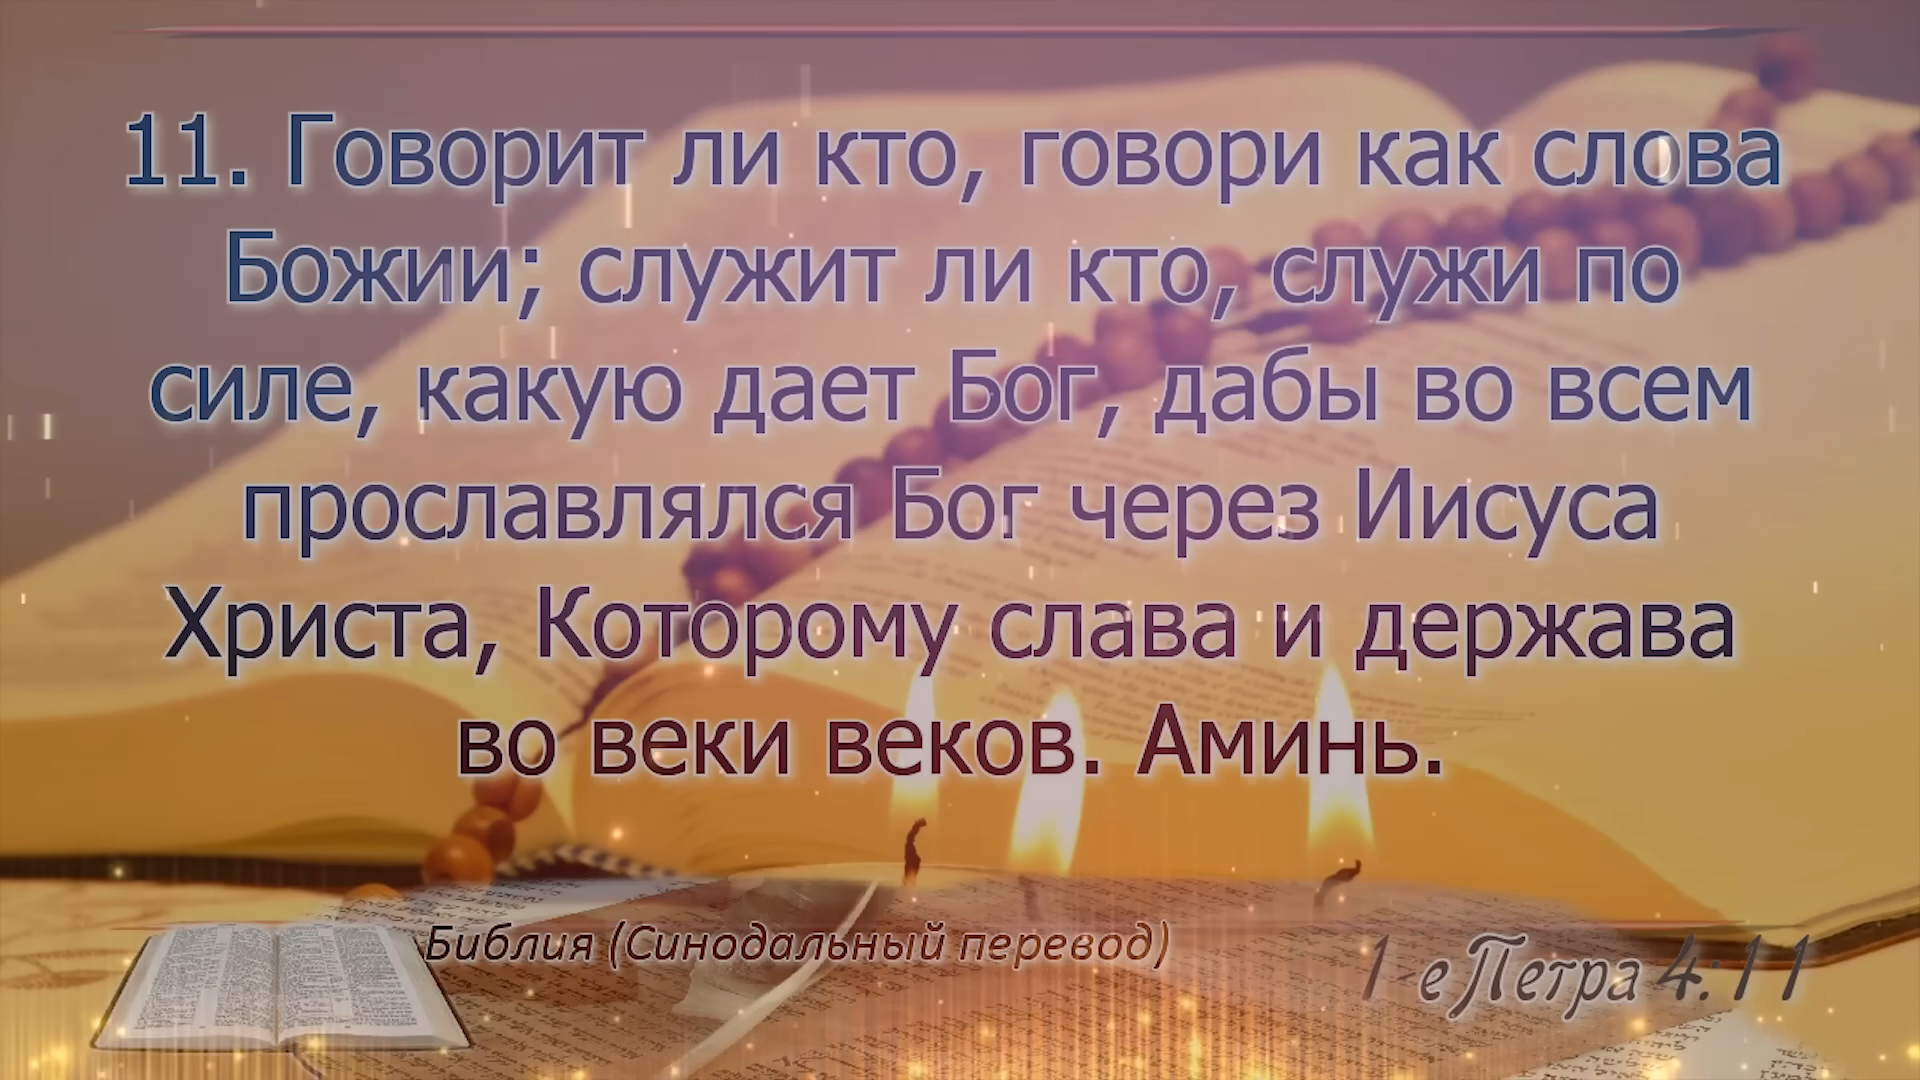 11. Говорит ли кто, говори как слова
Божии; служит ли кто, служи по
силе, какую дает Бог, дабы во всем
прославлялся Бог через Иисуса
Христа, Которому слава и держава
во веки веков. Аминь.
Библия (Синодальный перевод)
1-е Петра 4:11